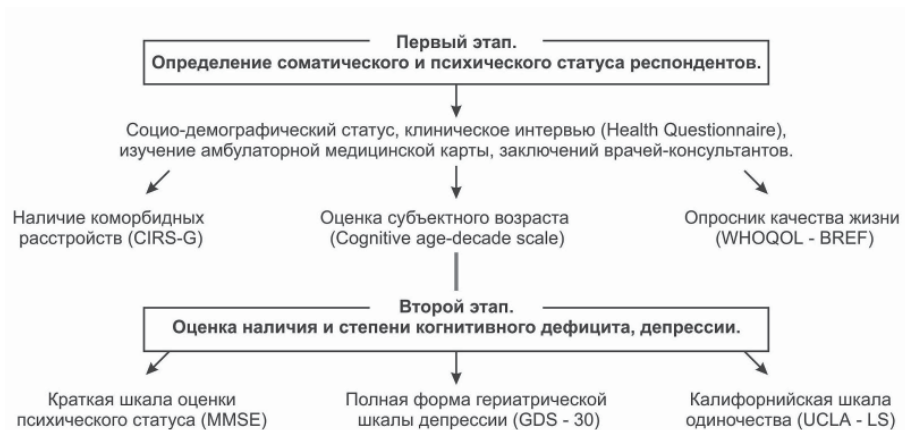 Первый этап.
Определение соматического и психического статуса респондентов.
Социо-демографический статус, клиническое интервью (Health Questionnaire),
изучение амбулаторной медицинской карты, заключений врачей-консультантов.
Наличие коморбидных
расстройств (CIRS-G)
Оценка субъектного возраста
(Cognitive age-decade scale)
Опросник качества жизни
(WHOQOL - BREF)
Второй этап.
Оценка наличия и степени когнитивного дефицита, депрессии.
Краткая шкала оценки
психического статуса (MMSE)
Полная форма гериатрической
шкалы депрессии (GDS - 30)
Калифорнийская шкала
одиночества (UCLA - LS)